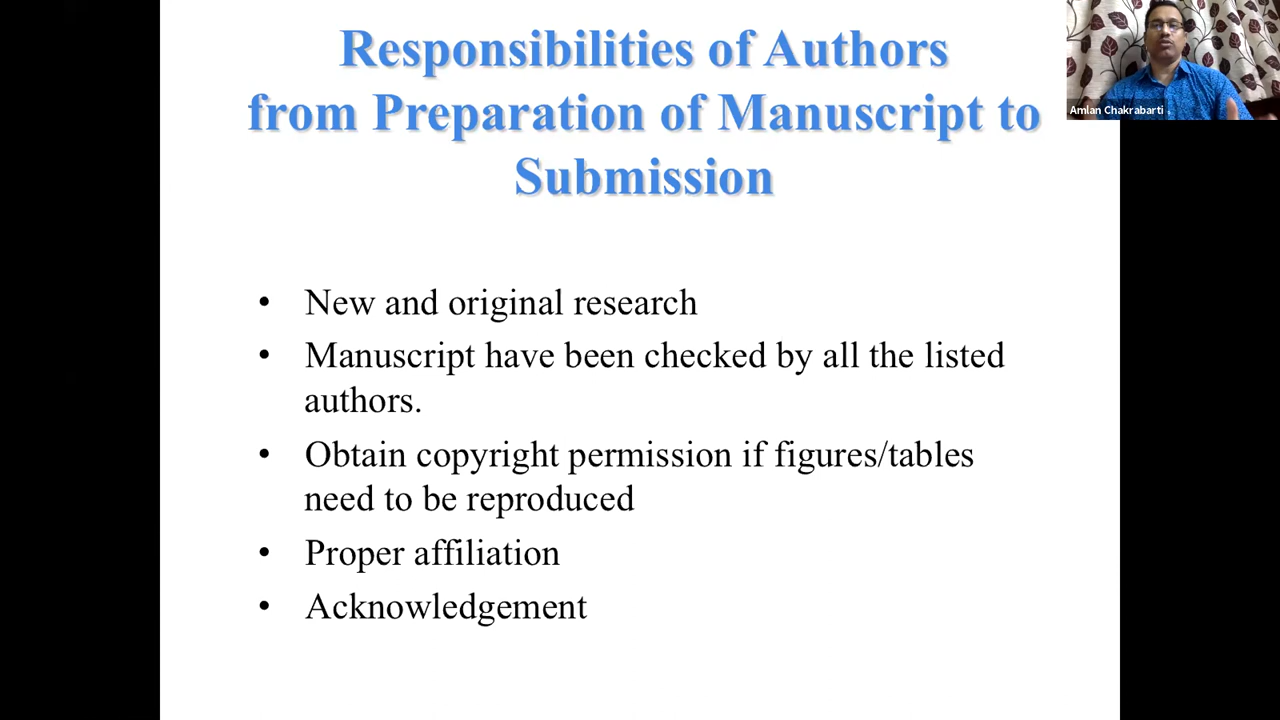 Responsibilities of Authors
from Preparation of Manuscript to
Submission
Amlan Chakrabarti
• New and original research
• Manuscript have been checked by all the listed
authors.
• Obtain copyright permission if figures/tables
need to be reproduced
• Proper affiliation
• Acknowledgement